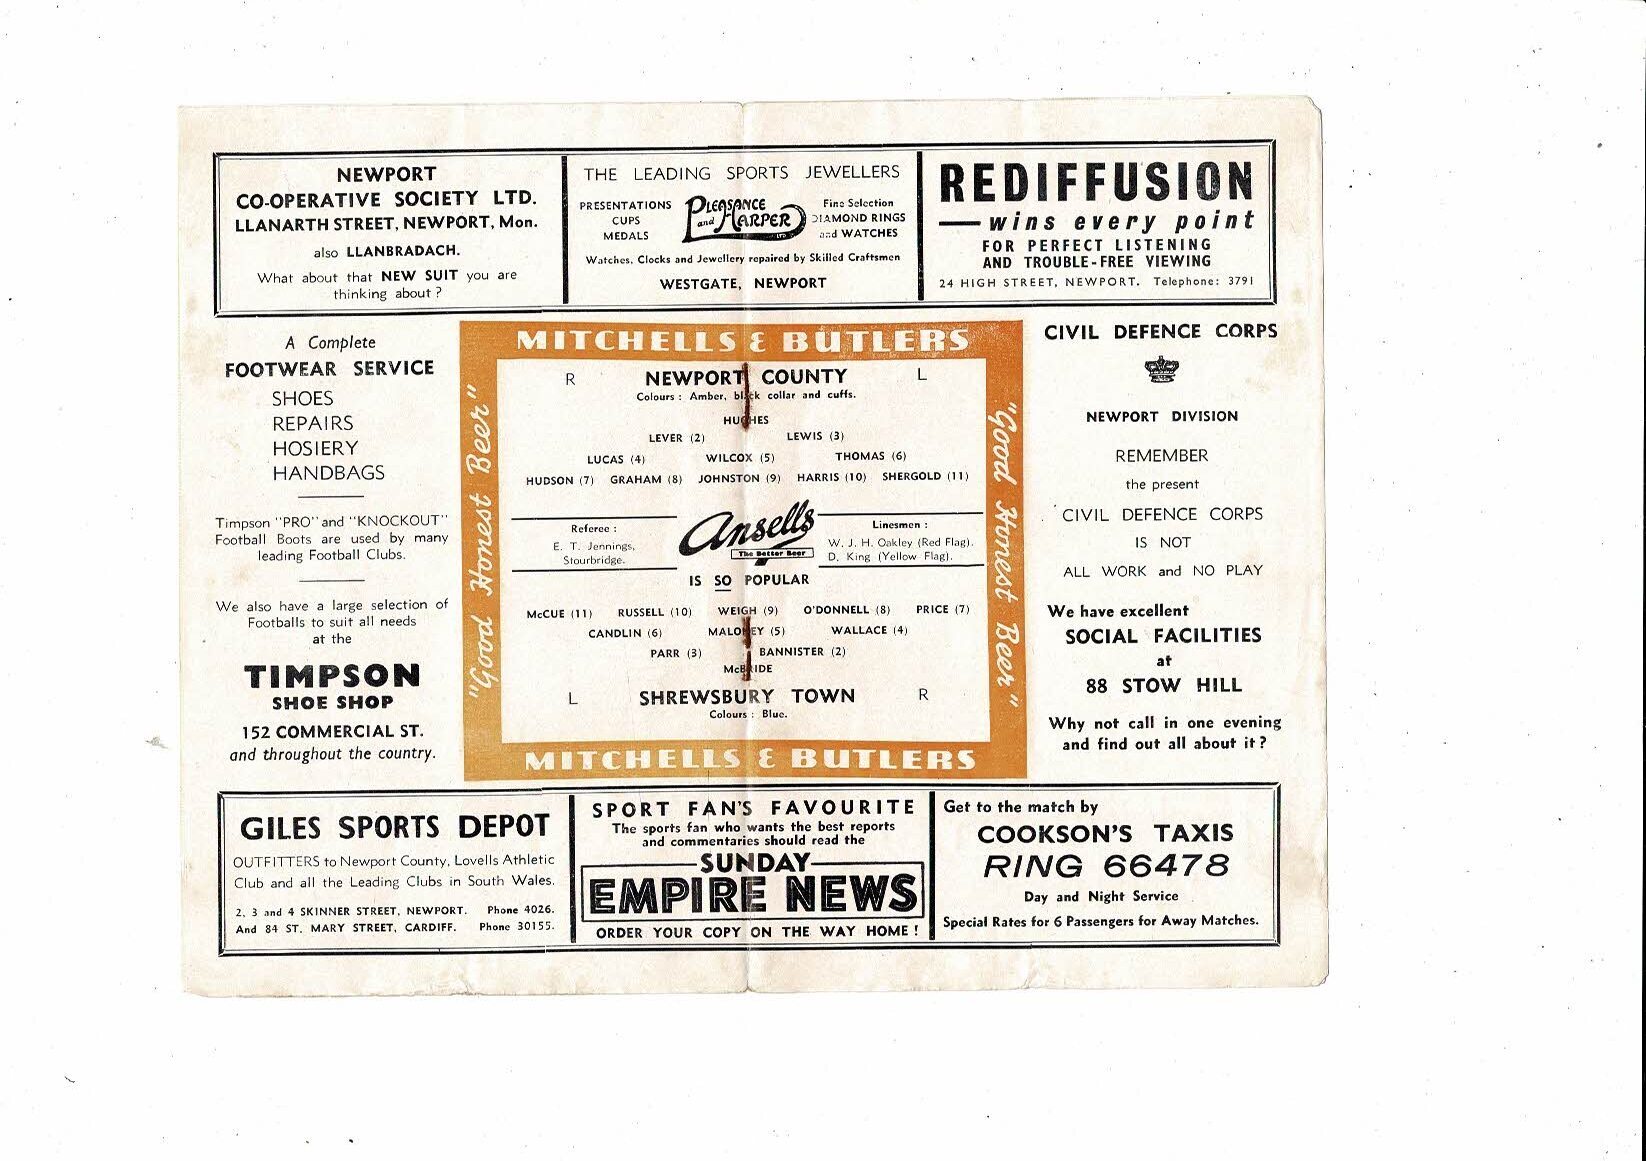 NEWPORT
CO-OPERATIVE SOCIETY LTD.
LLANARTH STREET, NEWPORT, Mon.
also LLANBRADACH.
What about that NEW SUIT you are
thinking about ?
THE LEADING SPORTS JEWELLERS
PRESENTATIONS
CUPS
MEDALS
PLEASANCE
and HARPER LTD
Fine Selection
DIAMOND RINGS
and WATCHES
Watches, Clocks and Jewellery repaired by Skilled Craftsmen
WESTGATE, NEWPORT
REDIFFUSION
— wins every point
FOR PERFECT LISTENING
AND TROUBLE-FREE VIEWING
24 HIGH STREET, NEWPORT. Telephone: 3791
A Complete
FOOTWEAR SERVICE
SHOES
REPAIRS
HOSIERY
HANDBAGS
Timpson "PRO" and "KNOCKOUT"
Football Boots are used by many
leading Football Clubs.
We also have a large selection of
Footballs to suit all needs
at the
TIMPSON
SHOE SHOP
152 COMMERCIAL ST.
and throughout the country.
MITCHELLS & BUTLERS
"Good Honest Beer"
R NEWPORT COUNTY L
Colours : Amber, black collar and cuffs.
HUGHES
LEVER (2) LEWIS (3)
LUCAS (4) WILCOX (5) THOMAS (6)
HUDSON (7) GRAHAM (8) JOHNSTON (9) HARRIS (10) SHERGOLD (11)
Referee :
E. T. Jennings,
Stourbridge.
Ansells
The Better Beer
Linesmen :
W. J. H. Oakley (Red Flag).
D. King (Yellow Flag).
IS SO POPULAR
McCUE (11) RUSSELL (10) WEIGH (9) O'DONNELL (8) PRICE (7)
CANDLIN (6) MALONEY (5) WALLACE (4)
PARR (3) BANNISTER (2)
McBRIDE
L SHREWSBURY TOWN R
Colours : Blue.
"Good Honest Beer"
MITCHELLS & BUTLERS
CIVIL DEFENCE CORPS
NEWPORT DIVISION
REMEMBER
the present
CIVIL DEFENCE CORPS
IS NOT
ALL WORK and NO PLAY
We have excellent
SOCIAL FACILITIES
at
88 STOW HILL
Why not call in one evening
and find out all about it ?
GILES SPORTS DEPOT
OUTFITTERS to Newport County, Lovells Athletic
Club and all the Leading Clubs in South Wales.
2, 3 and 4 SKINNER STREET, NEWPORT. Phone 4026.
And 84 ST. MARY STREET, CARDIFF. Phone 30155.
SPORT FAN'S FAVOURITE
The sports fan who wants the best reports
and commentaries should read the
SUNDAY
EMPIRE NEWS
ORDER YOUR COPY ON THE WAY HOME !
Get to the match by
COOKSON'S TAXIS
RING 66478
Day and Night Service
Special Rates for 6 Passengers for Away Matches.